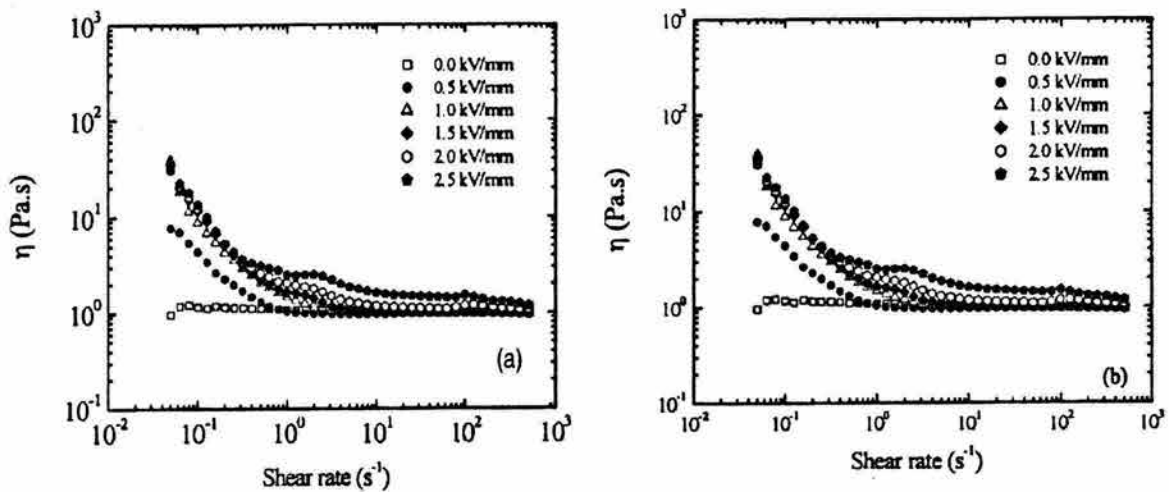 10³
10²
10¹
10⁰
10⁻¹
η (Pa.s)
0.0 kV/mm
0.5 kV/mm
1.0 kV/mm
1.5 kV/mm
2.0 kV/mm
2.5 kV/mm
(a)
10⁻² 10⁻¹ 10⁰ 10¹ 10² 10³
Shear rate (s⁻¹)
10³
10²
10¹
10⁰
10⁻¹
η (Pa.s)
0.0 kV/mm
0.5 kV/mm
1.0 kV/mm
1.5 kV/mm
2.0 kV/mm
2.5 kV/mm
(b)
10⁻² 10⁻¹ 10⁰ 10¹ 10² 10³
Shear rate (s⁻¹)